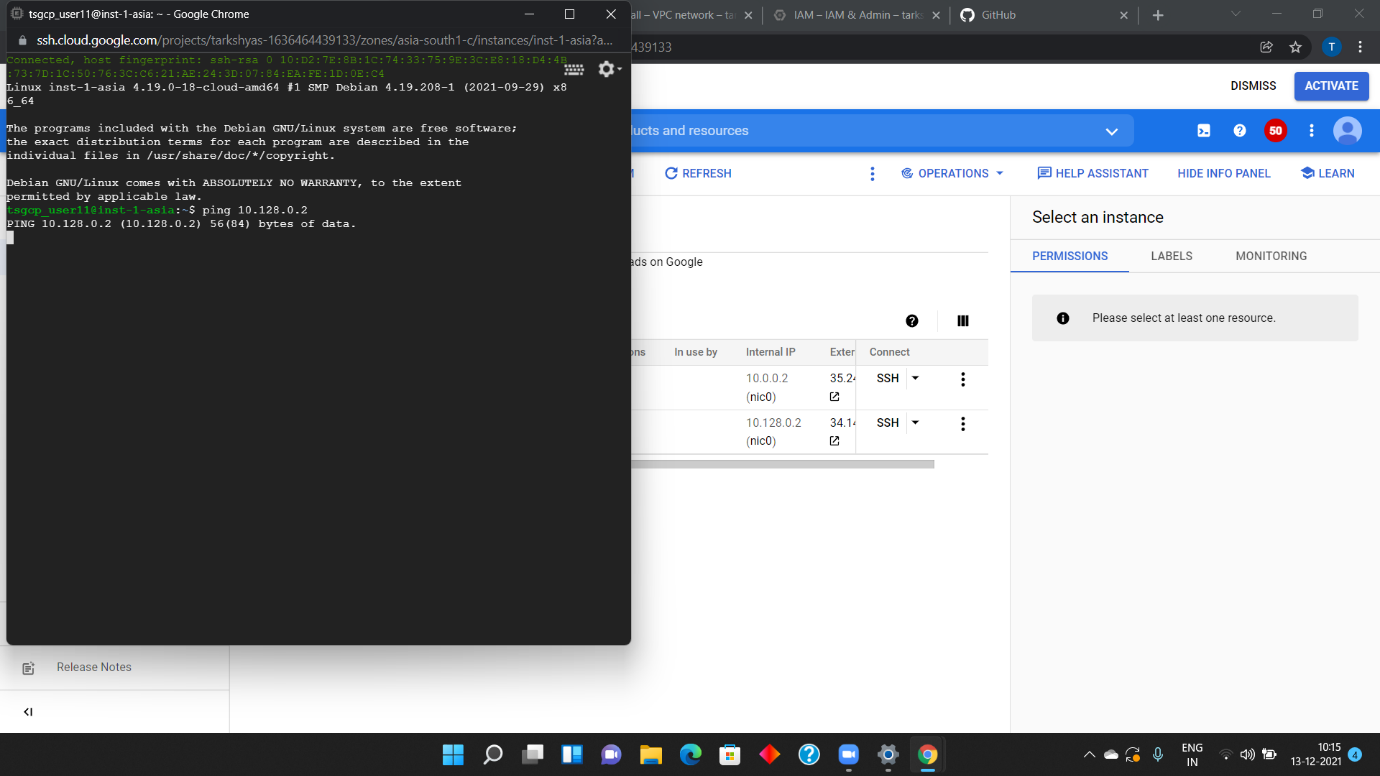 tsgcp_user11@inst-1-asia: ~ - Google Chrome
ssh.cloud.google.com/projects/tarkshyas-1636464439133/zones/asia-south1-c/instances/inst-1-asia?a...
Connected, host fingerprint: ssh-rsa 0 10:D2:7E:8B:1C:74:33:75:9E:3C:E8:18:D4:4B
:73:7D:1C:50:76:3C:C6:21:AE:24:3D:07:84:EA:FE:1D:0E:C4
Linux inst-1-asia 4.19.0-18-cloud-amd64 #1 SMP Debian 4.19.208-1 (2021-09-29) x8
6_64
The programs included with the Debian GNU/Linux system are free software;
the exact distribution terms for each program are described in the
individual files in /usr/share/doc/*/copyright.
Debian GNU/Linux comes with ABSOLUTELY NO WARRANTY, to the extent
permitted by applicable law.
tsgcp_user11@inst-1-asia:~$ ping 10.128.0.2
PING 10.128.0.2 (10.128.0.2) 56(84) bytes of data.
all – VPC network – ta
IAM – IAM & Admin – tark
GitHub
439133
T
DISMISS
ACTIVATE
ucts and resources
50
REFRESH
OPERATIONS
HELP ASSISTANT
HIDE INFO PANEL
LEARN
Select an instance
PERMISSIONS
LABELS
MONITORING
Please select at least one resource.
ads on Google
ons
In use by
Internal IP
Exter
Connect
10.0.0.2
35.24
SSH
(nic0)
10.128.0.2
34.14
SSH
(nic0)
Release Notes
ENG
IN
10:15
13-12-2021
4